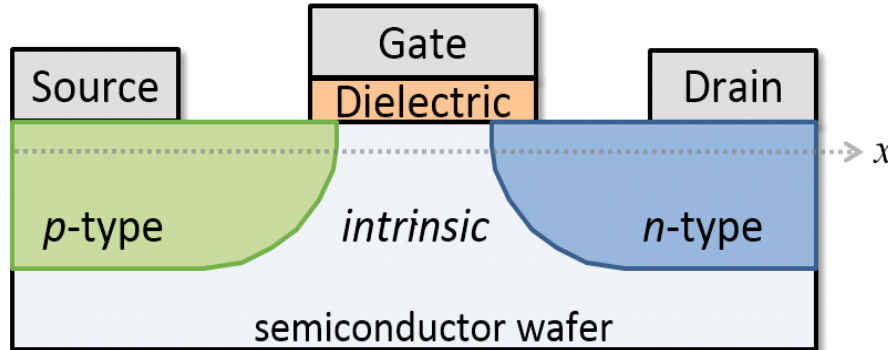 Gate
Source
Dielectric
Drain
x
p-type
intrinsic
n-type
semiconductor wafer